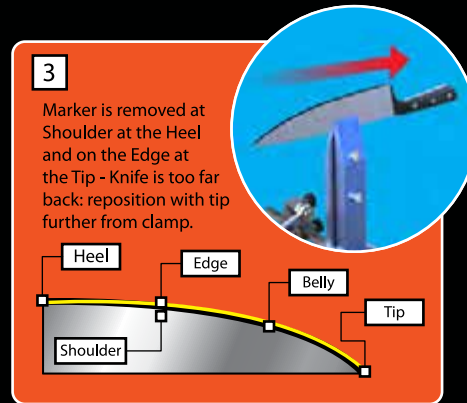 3
Marker is removed at
Shoulder at the Heel
and on the Edge at
the Tip - Knife is too far
back: reposition with tip
further from clamp.
Heel
Edge
Belly
Tip
Shoulder